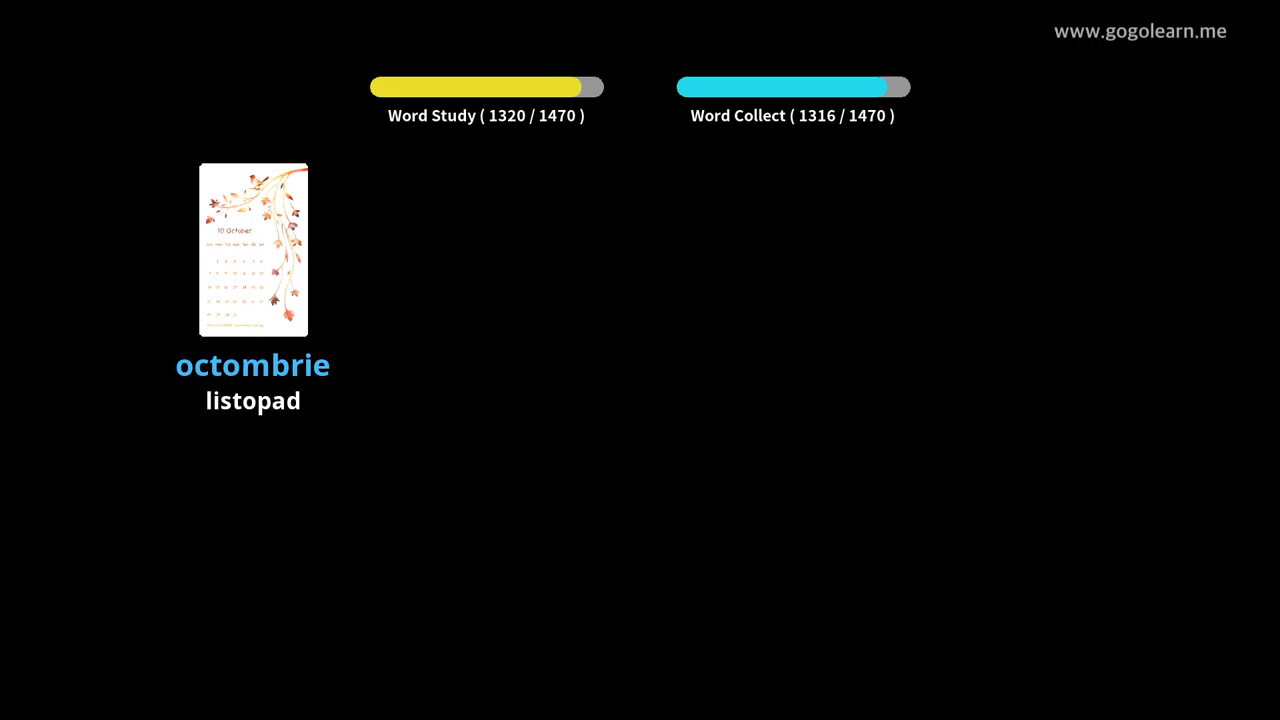 www.gogolearn.me
Word Study ( 1320 / 1470 )
Word Collect ( 1316 / 1470 )
10 October
octombrie
listopad